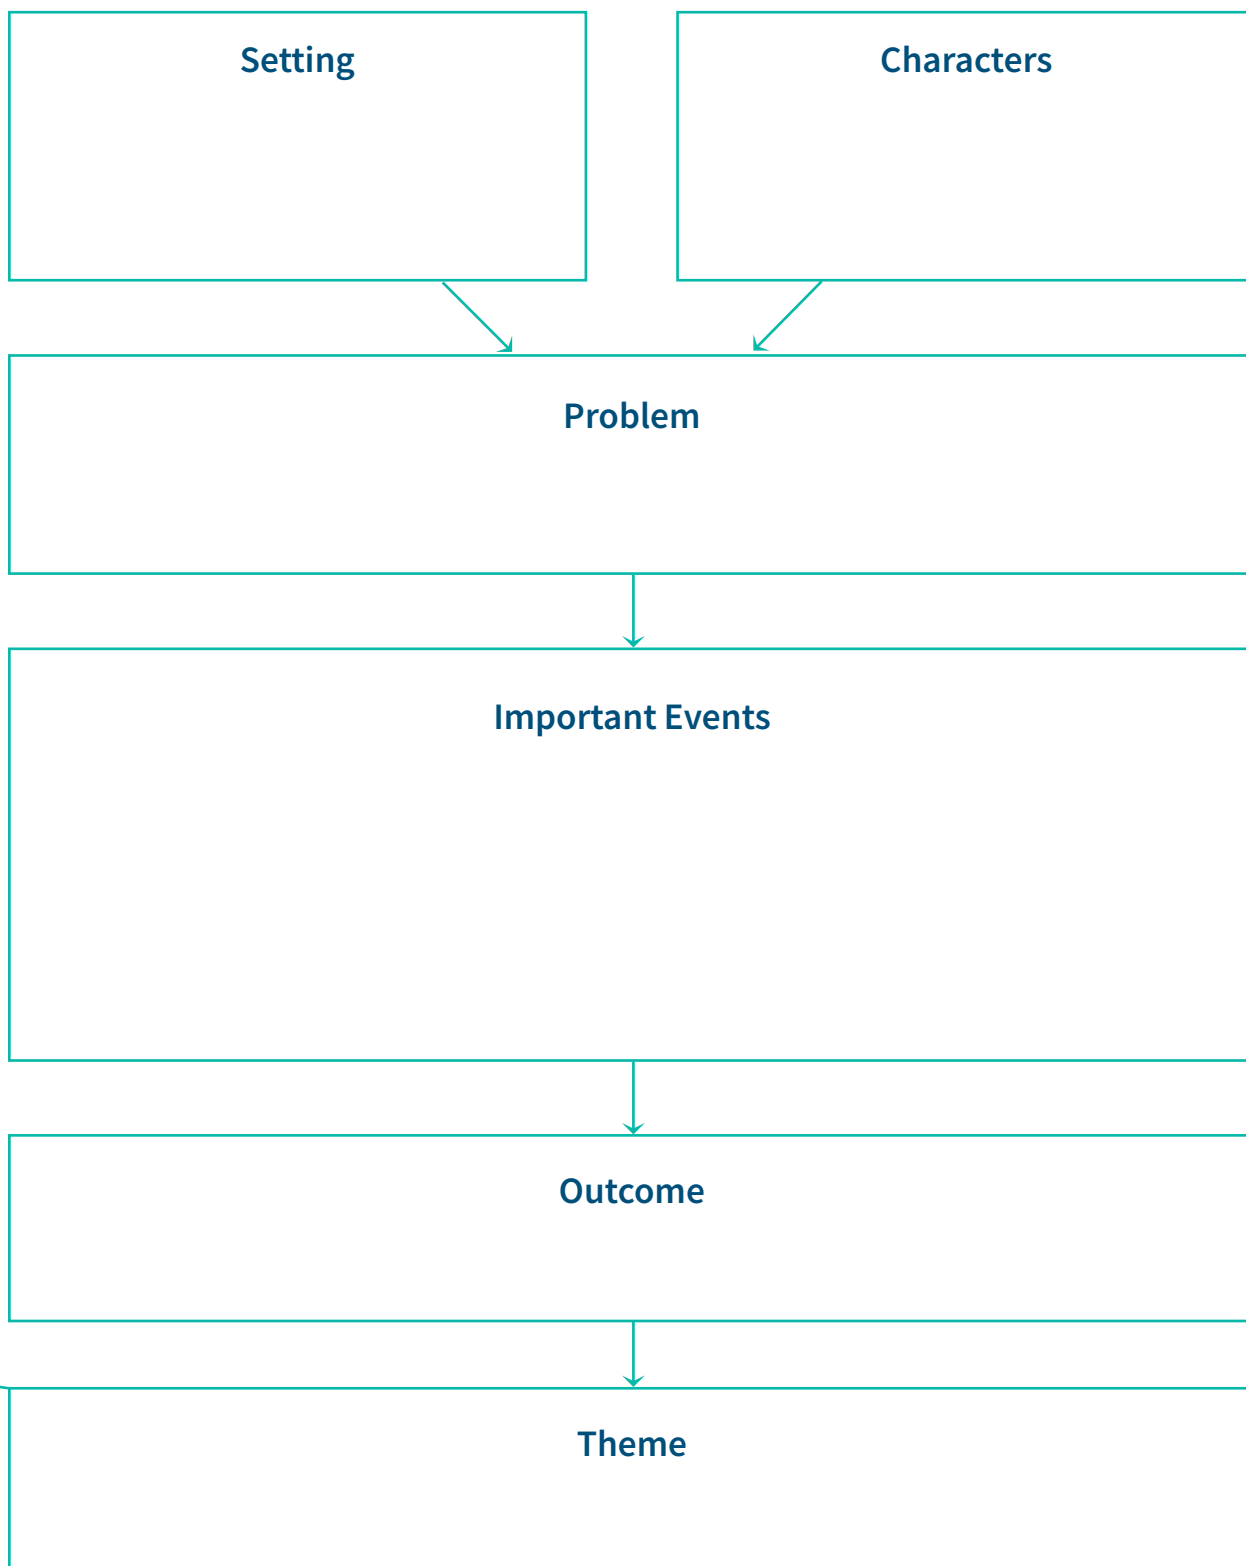 Setting
Characters
Problem
Important Events
Outcome
Theme